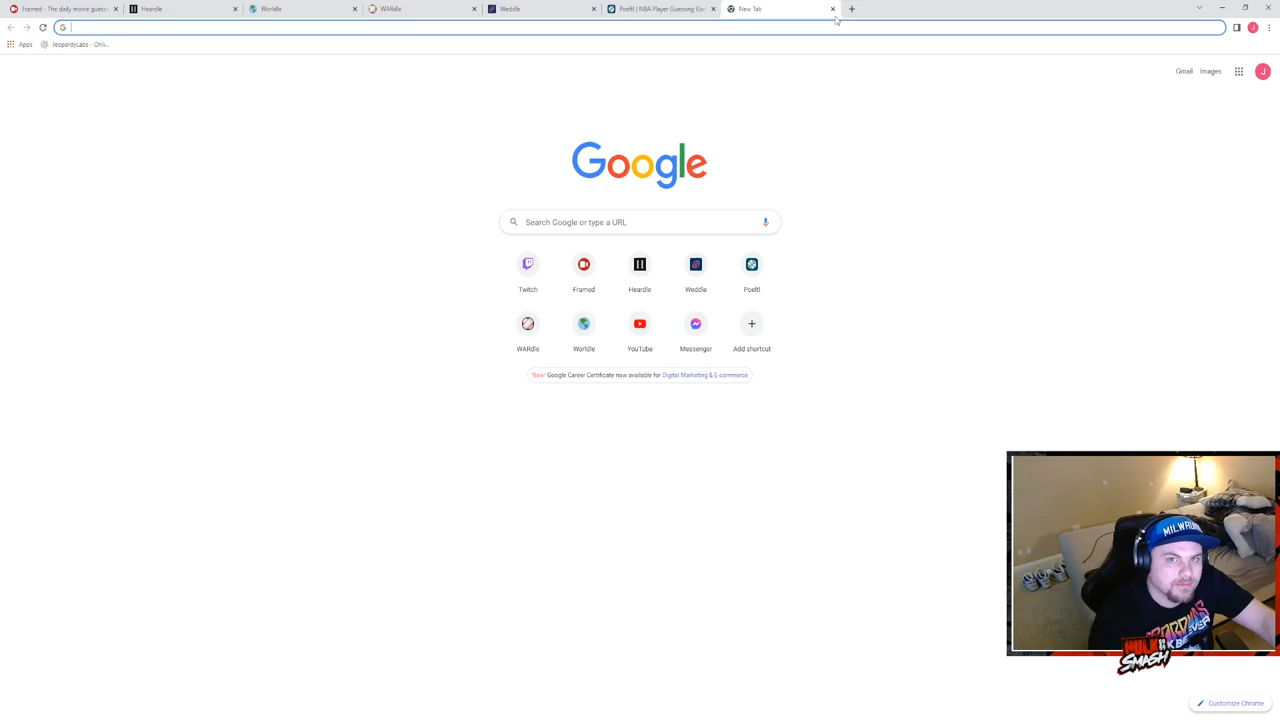 Framed - The daily movie guess
Heardle
Worldle
WARdle
Weddle
Poeltl | NBA Player Guessing Gam
New Tab
Apps
JeopardyLabs - Onli
Gmail
Images
J
Google
Search Google or type a URL
Twitch
Framed
Heardle
Weddle
Poeltl
WARdle
Worldle
YouTube
Messenger
Add shortcut
New! Google Career Certificate now available for Digital Marketing & E-commerce
SMASH
Customize Chrome